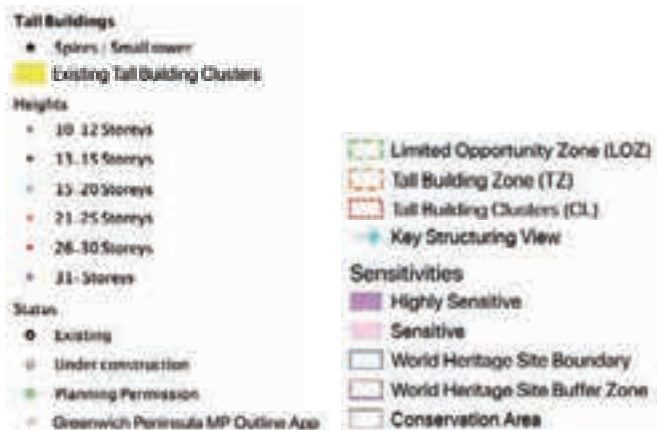 Tall Buildings
Spires / Small tower
Existing Tall Building Clusters
Heights
10-12 Storeys
13-15 Storeys
15-20 Storeys
21-25 Storeys
26-30 Storeys
31- Storeys
Status
Existing
Under construction
Planning Permission
Greenwich Peninsula MP Outline App
Limited Opportunity Zone (LOZ)
Tall Building Zone (TZ)
Tall Building Clusters (CL)
Key Structuring View
Sensitivities
Highly Sensitive
Sensitive
World Heritage Site Boundary
World Heritage Site Buffer Zone
Conservation Area